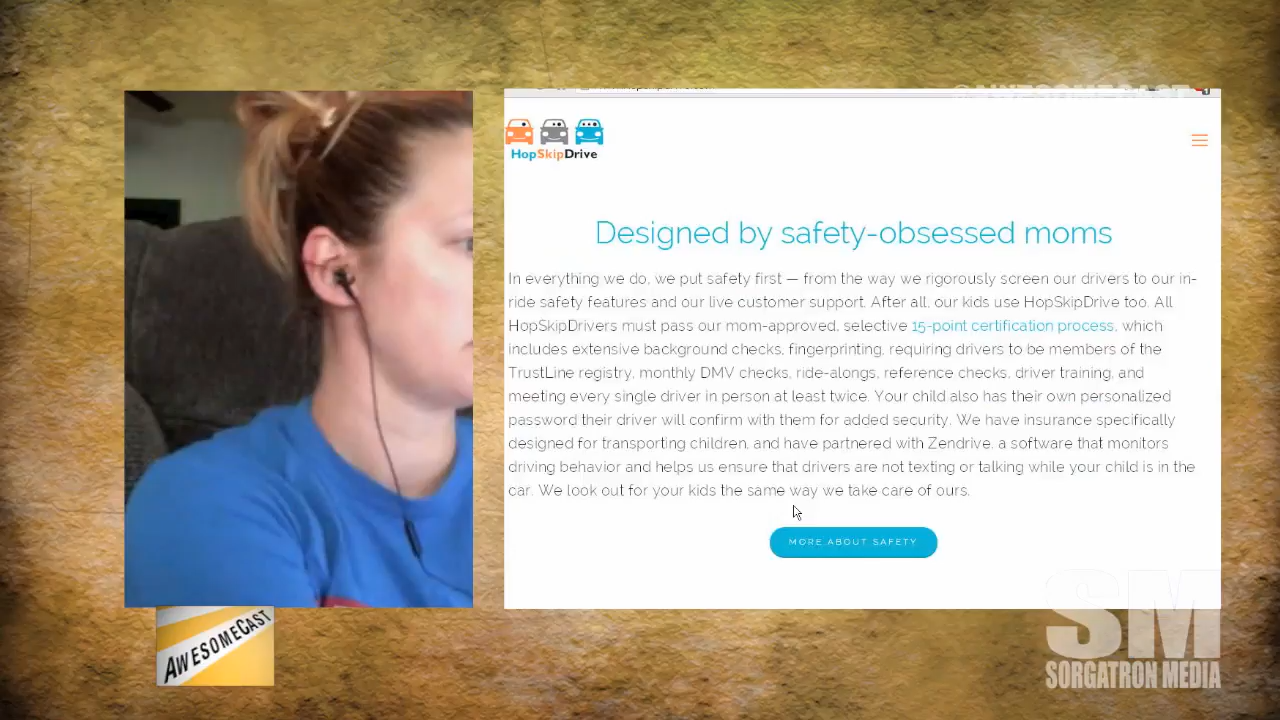 @AWESOMECAST
HopSkipDrive
Designed by safety-obsessed moms
In everything we do, we put safety first — from the way we rigorously screen our drivers to our in-
ride safety features and our live customer support. After all, our kids use HopSkipDrive too. All
HopSkipDrivers must pass our mom-approved, selective 15-point certification process, which
includes extensive background checks, fingerprinting, requiring drivers to be members of the
TrustLine registry, monthly DMV checks, ride-alongs, reference checks, driver training, and
meeting every single driver in person at least twice. Your child also has their own personalized
password their driver will confirm with them for added security. We have insurance specifically
designed for transporting children, and have partnered with Zendrive, a software that monitors
driving behavior and helps us ensure that drivers are not texting or talking while your child is in the
car. We look out for your kids the same way we take care of ours.
MORE ABOUT SAFETY
AWESOMECAST
SM
SORGATRON MEDIA